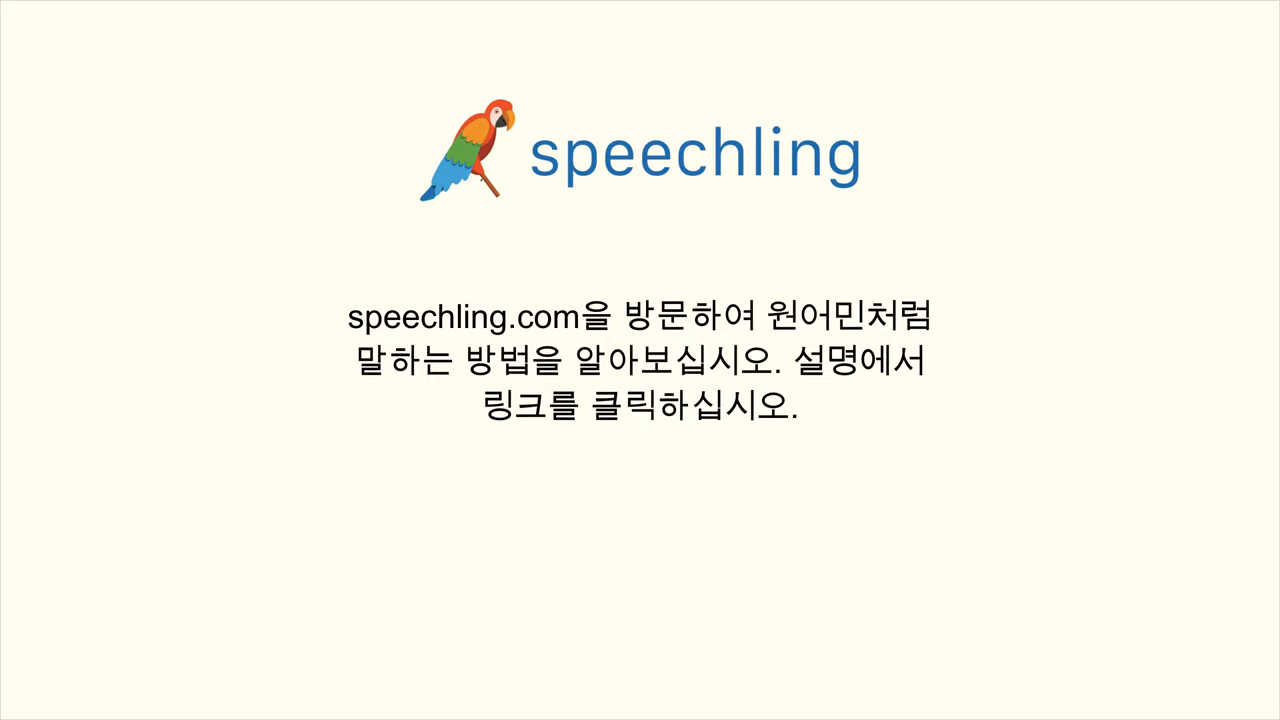 speechling
speechling.com을 방문하여 원어민처럼
말하는 방법을 알아보십시오. 설명에서
링크를 클릭하십시오.